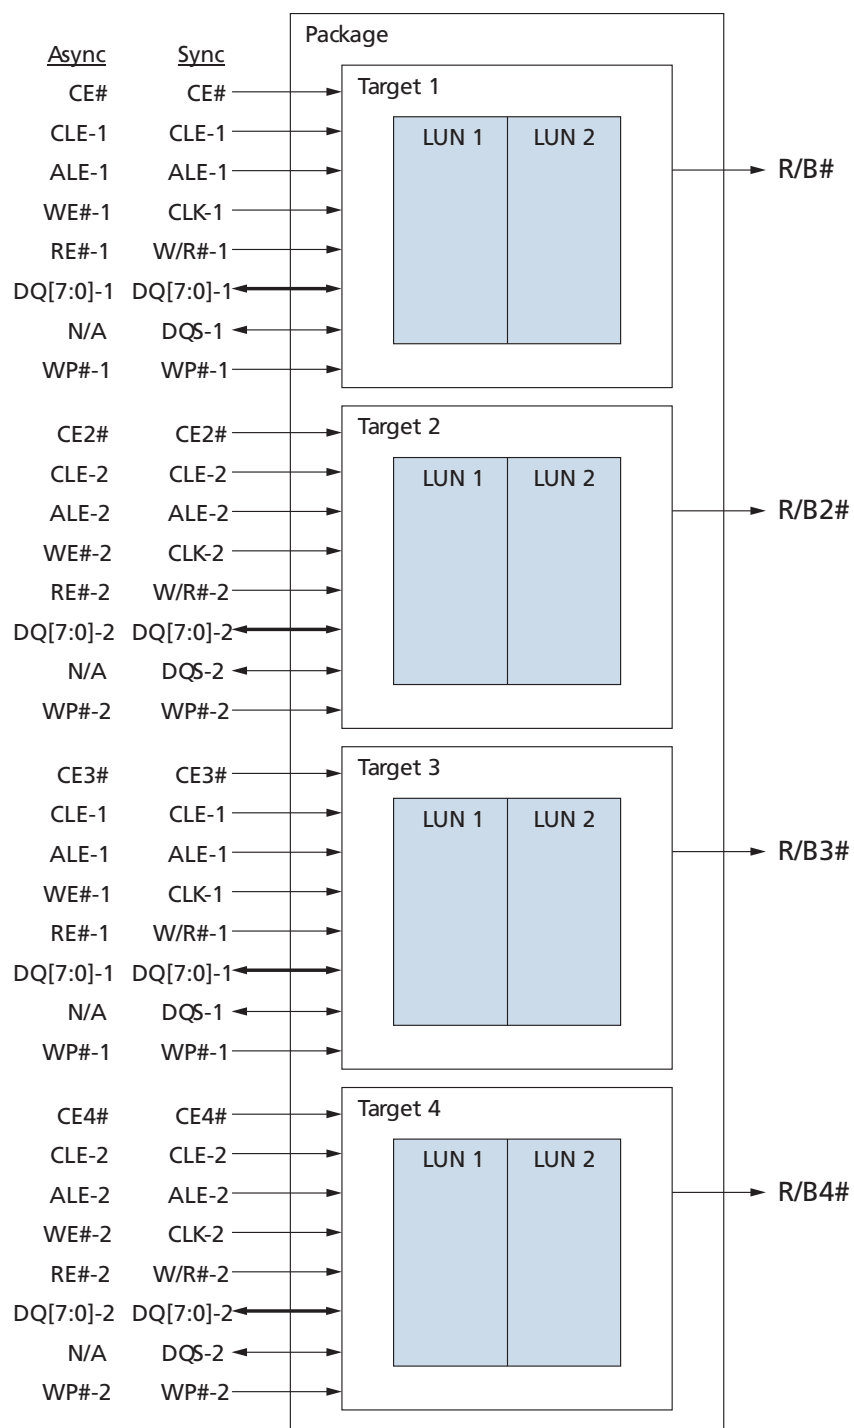 Package
Async Sync
Target 1
CE# CE#
CLE-1 CLE-1 LUN 1 LUN 2
ALE-1 ALE-1 R/B#
WE#-1 CLK-1
RE#-1 W/R#-1
DQ[7:0]-1 DQ[7:0]-1
N/A DQS-1
WP#-1 WP#-1
Target 2
CE2# CE2#
CLE-2 CLE-2 LUN 1 LUN 2
ALE-2 ALE-2 R/B2#
WE#-2 CLK-2
RE#-2 W/R#-2
DQ[7:0]-2 DQ[7:0]-2
N/A DQS-2
WP#-2 WP#-2
Target 3
CE3# CE3#
CLE-1 CLE-1 LUN 1 LUN 2
ALE-1 ALE-1 R/B3#
WE#-1 CLK-1
RE#-1 W/R#-1
DQ[7:0]-1 DQ[7:0]-1
N/A DQS-1
WP#-1 WP#-1
Target 4
CE4# CE4#
CLE-2 CLE-2 LUN 1 LUN 2
ALE-2 ALE-2 R/B4#
WE#-2 CLK-2
RE#-2 W/R#-2
DQ[7:0]-2 DQ[7:0]-2
N/A DQS-2
WP#-2 WP#-2